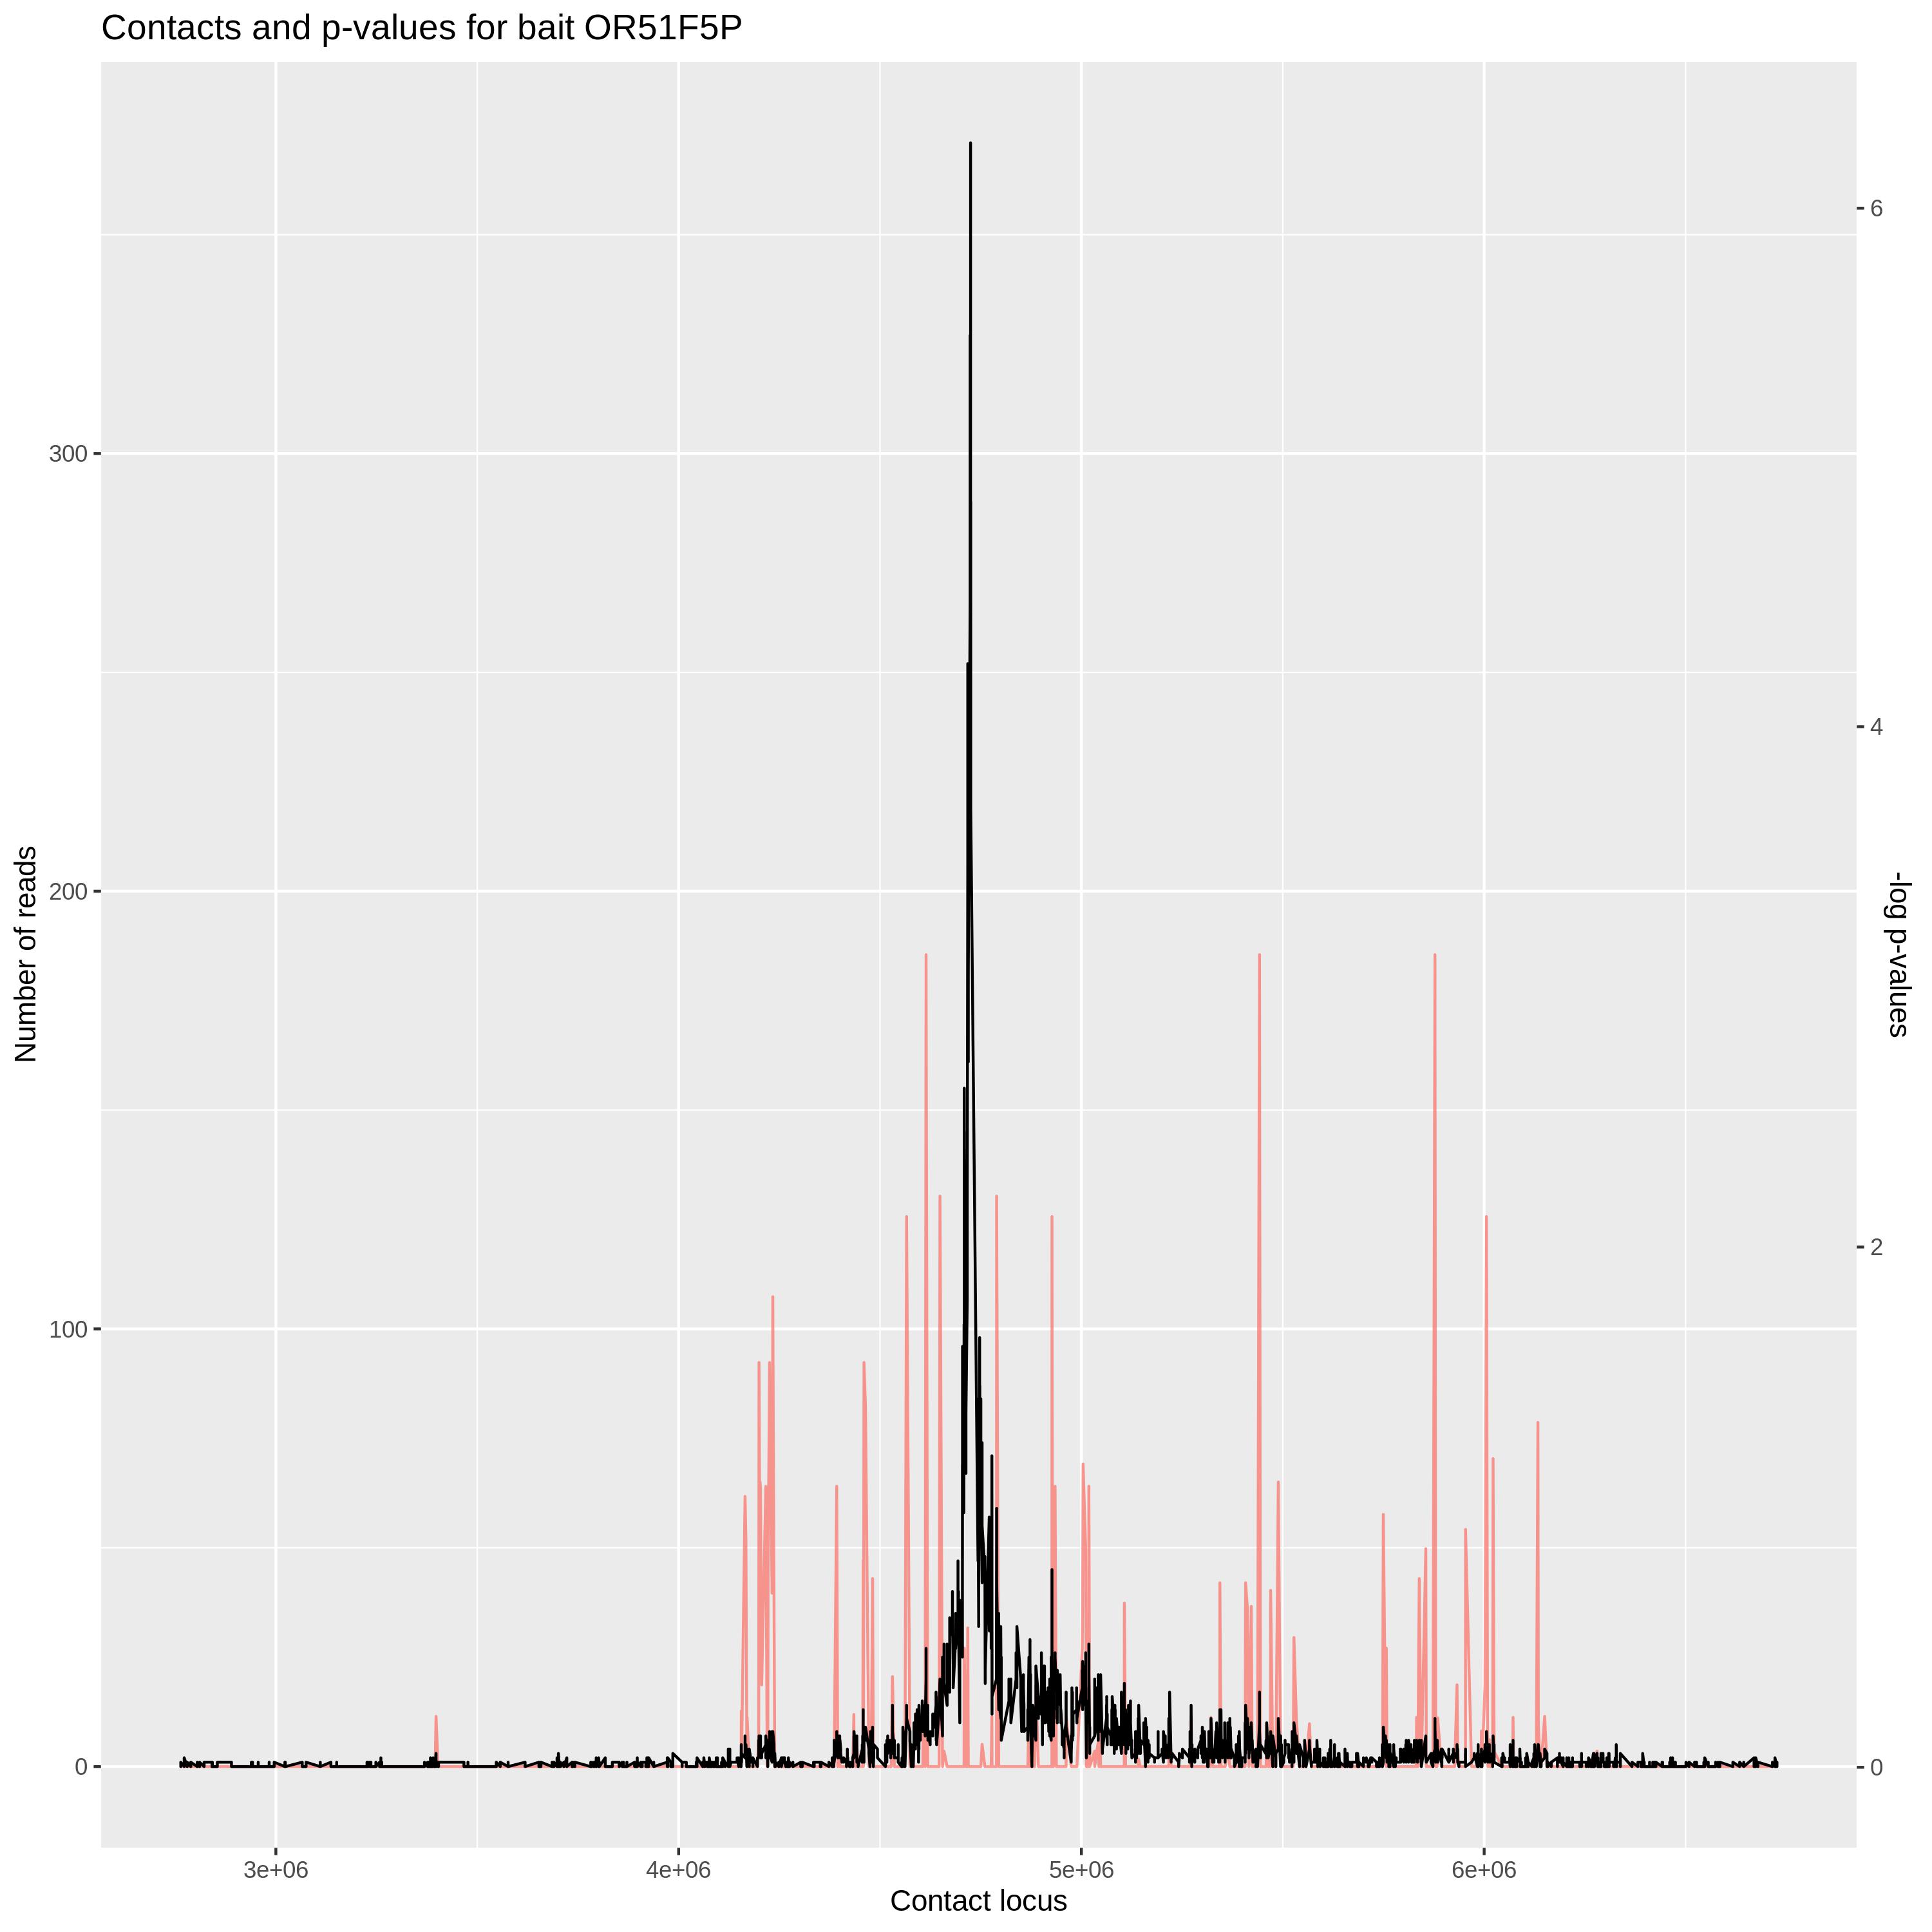 Contacts and p-values for bait OR51F5P
Number of reads
300
200
100
0
6
4
2
0
-log p-values
3e+06 4e+06 5e+06 6e+06
Contact locus